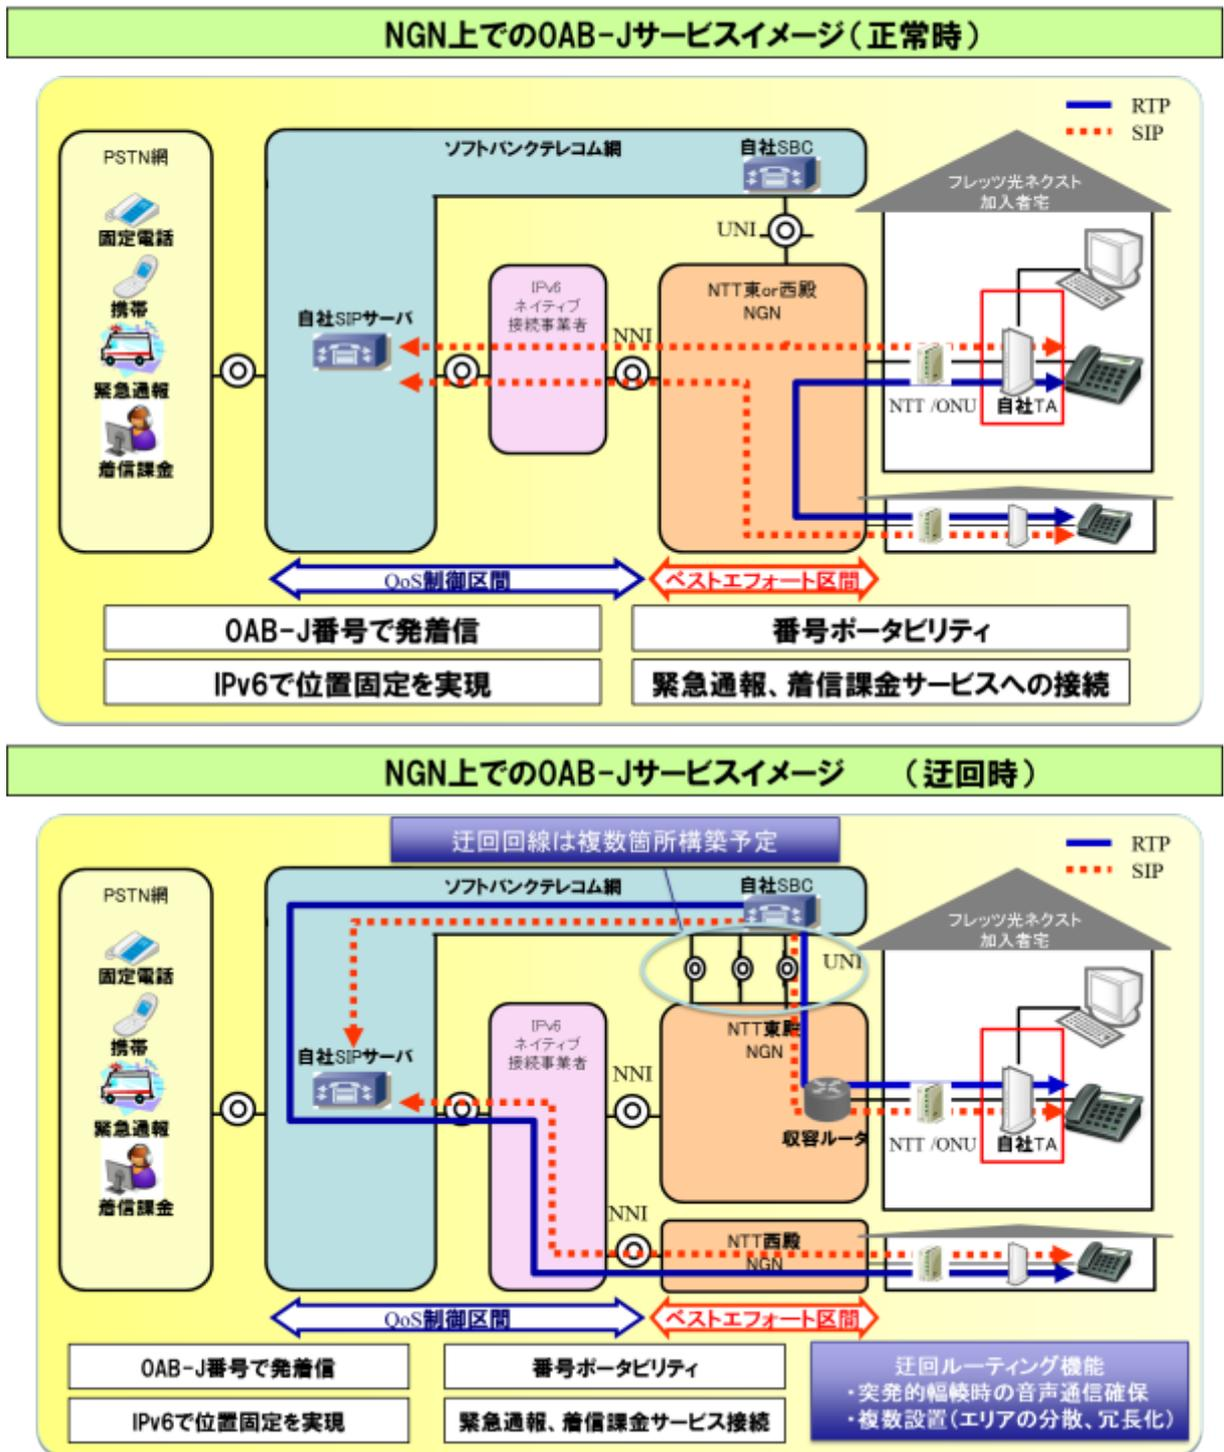 NGN上での0AB-Jサービスイメージ(正常時)
RTP
SIP
PSTN網
固定電話
携帯
緊急通報
着信課金
ソフトバンクテレコム網
自社SBC
UNI
自社SIPサーバ
IPv6
ネイティブ
接続事業者
NNI
NTT東or西殿
NGN
フレッツ光ネクスト
加入者宅
NTT /ONU
自社TA
QoS制御区間
ベストエフォート区間
0AB-J番号で発着信
番号ポータビリティ
IPv6で位置固定を実現
緊急通報、着信課金サービスへの接続
NGN上での0AB-Jサービスイメージ (迂回時)
迂回回線は複数箇所構築予定
RTP
SIP
PSTN網
固定電話
携帯
緊急通報
着信課金
ソフトバンクテレコム網
自社SBC
UNI
自社SIPサーバ
IPv6
ネイティブ
接続事業者
NNI
NTT東殿
NGN
収容ルータ
フレッツ光ネクスト
加入者宅
NTT /ONU
自社TA
NNI
NTT西殿
NGN
QoS制御区間
ベストエフォート区間
0AB-J番号で発着信
番号ポータビリティ
IPv6で位置固定を実現
緊急通報、着信課金サービス接続
迂回ルーティング機能
・突発的輻輳時の音声通信確保
・複数設置(エリアの分散、冗長化)